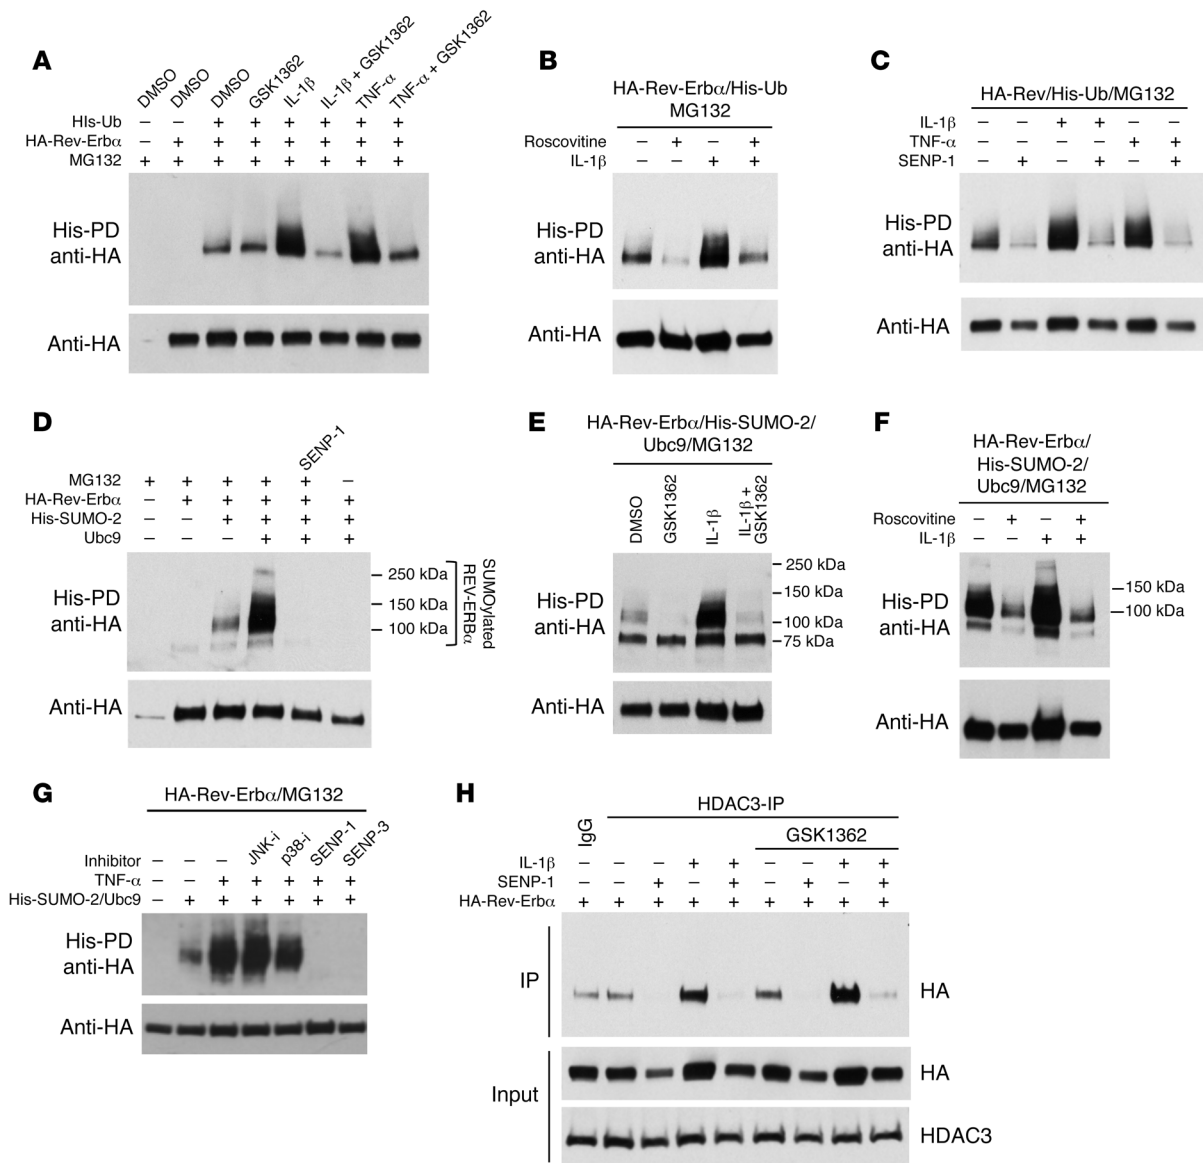 A
DMSO
DMSO
DMSO
GSK1362
IL-1β
IL-1β + GSK1362
TNF-α
TNF-α + GSK1362
HIs-Ub – – + + + + + +
HA-Rev-Erbα – + + + + + + +
MG132 + + + + + + + +
His-PD
anti-HA
Anti-HA
B
HA-Rev-Erbα/His-Ub
MG132
Roscovitine – + – +
IL-1β – – + +
His-PD
anti-HA
Anti-HA
C
HA-Rev/His-Ub/MG132
IL-1β – – + + – –
TNF-α – – – – + +
SENP-1 – + – + – +
His-PD
anti-HA
Anti-HA
D
SENP-1
MG132 + + + + + –
HA-Rev-Erbα – + + + + +
His-SUMO-2 – – + + + +
Ubc9 – – – + + +
His-PD
anti-HA
250 kDa
150 kDa
100 kDa
SUMOylated
REV-ERBα
Anti-HA
E
HA-Rev-Erbα/His-SUMO-2/
Ubc9/MG132
DMSO
GSK1362
IL-1β
IL-1β +
GSK1362
His-PD
anti-HA
250 kDa
150 kDa
100 kDa
75 kDa
Anti-HA
F
HA-Rev-Erbα/
His-SUMO-2/
Ubc9/MG132
Roscovitine – + – +
IL-1β – – + +
His-PD
anti-HA
150 kDa
100 kDa
Anti-HA
G
HA-Rev-Erbα/MG132
Inhibitor – – – JNK-i p38-i SENP-1 SENP-3
TNF-α – – + + + + +
His-SUMO-2/Ubc9 – + + + + + +
His-PD
anti-HA
Anti-HA
H
HDAC3-IP
IgG
GSK1362
IL-1β – – – + + – – + +
SENP-1 – – + – + – + – +
HA-Rev-Erbα + + + + + + + + +
IP
HA
Input
HA
HDAC3